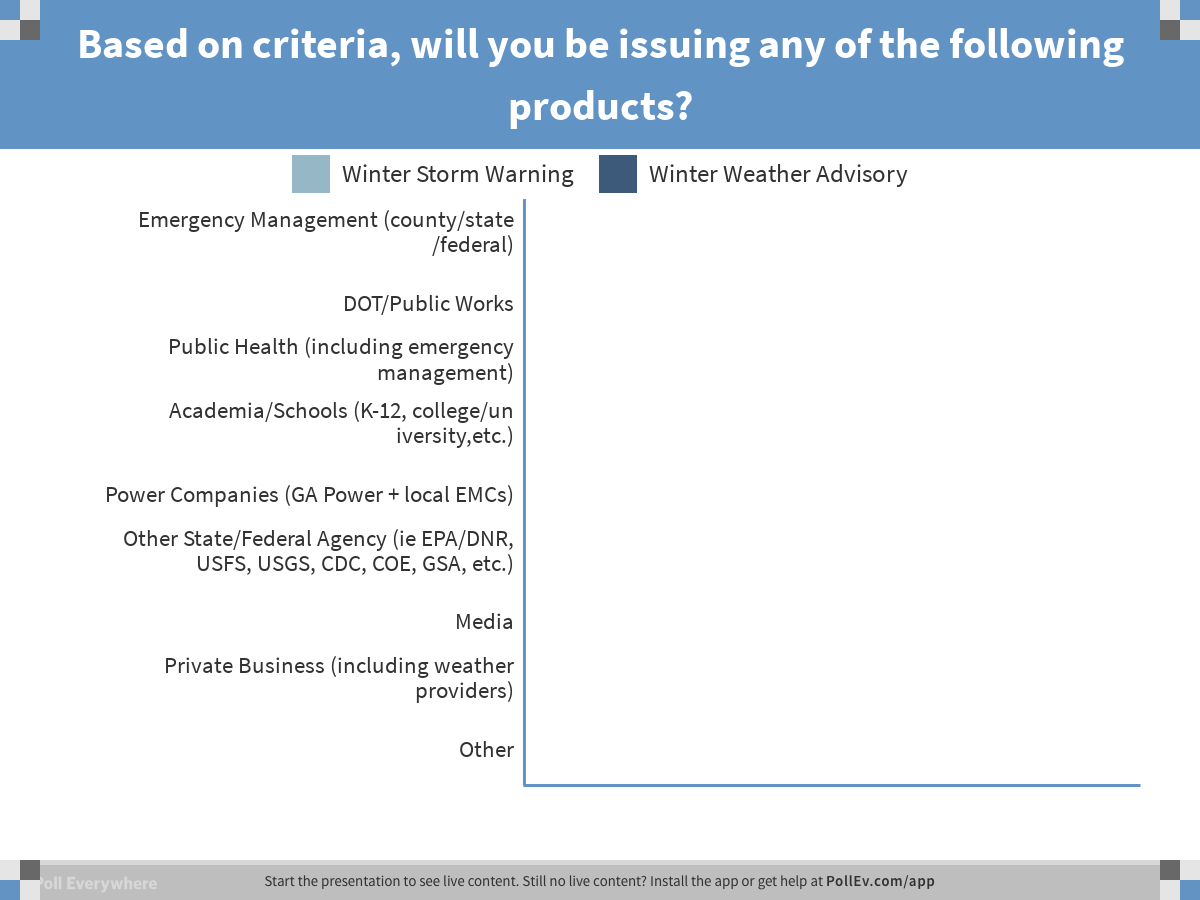 Based on criteria, will you be issuing any of the following
products?
Winter Storm Warning
Winter Weather Advisory
Emergency Management (county/state
/federal)
DOT/Public Works
Public Health (including emergency
management)
Academia/Schools (K-12, college/un
iversity,etc.)
Power Companies (GA Power + local EMCs)
Other State/Federal Agency (ie EPA/DNR,
USFS, USGS, CDC, COE, GSA, etc.)
Media
Private Business (including weather
providers)
Other
Poll Everywhere
Start the presentation to see live content. Still no live content? Install the app or get help at PollEv.com/app